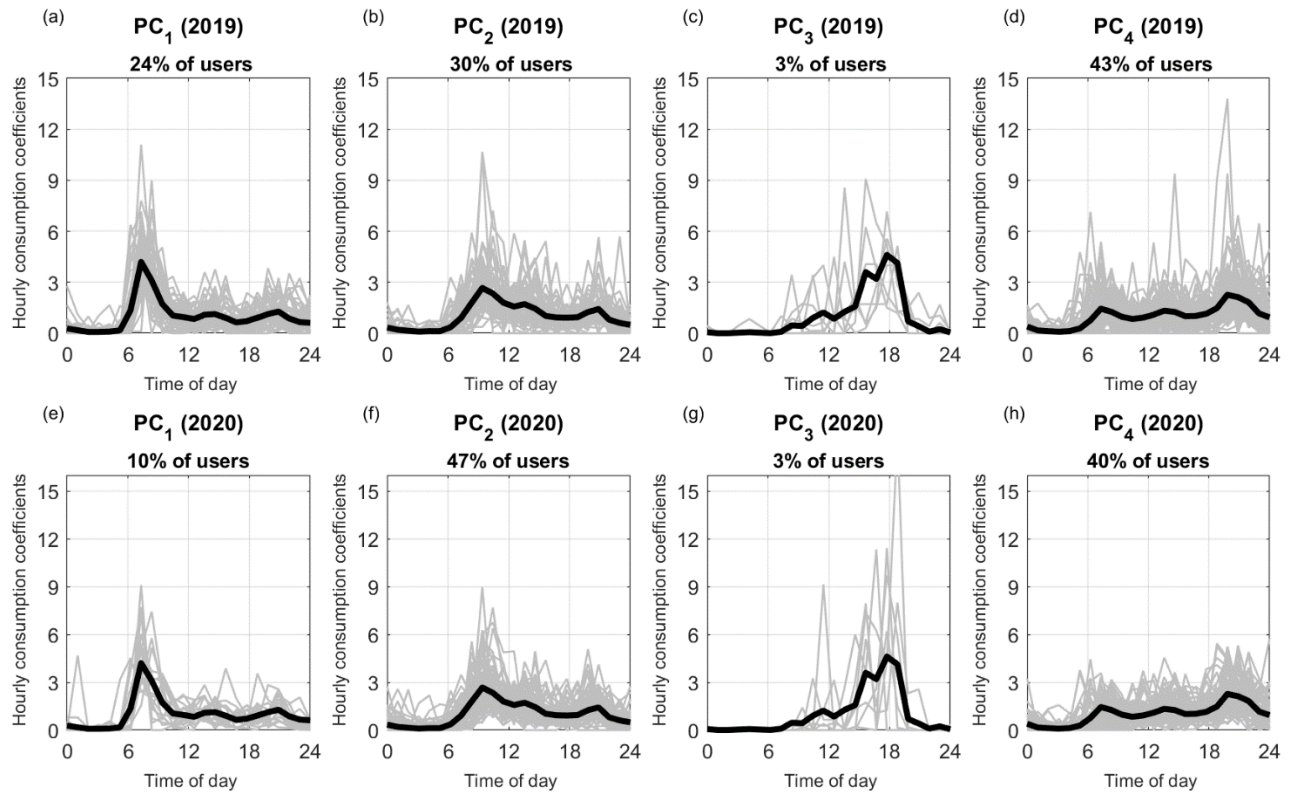 (a)
PC1 (2019)
24% of users
Hourly consumption coefficients
15
12
9
6
3
0
0 6 12 18 24
Time of day
(b)
PC2 (2019)
30% of users
Hourly consumption coefficients
15
12
9
6
3
0
0 6 12 18 24
Time of day
(c)
PC3 (2019)
3% of users
Hourly consumption coefficients
15
12
9
6
3
0
0 6 12 18 24
Time of day
(d)
PC4 (2019)
43% of users
Hourly consumption coefficients
15
12
9
6
3
0
0 6 12 18 24
Time of day
(e)
PC1 (2020)
10% of users
Hourly consumption coefficients
15
12
9
6
3
0
0 6 12 18 24
Time of day
(f)
PC2 (2020)
47% of users
Hourly consumption coefficients
15
12
9
6
3
0
0 6 12 18 24
Time of day
(g)
PC3 (2020)
3% of users
Hourly consumption coefficients
15
12
9
6
3
0
0 6 12 18 24
Time of day
(h)
PC4 (2020)
40% of users
Hourly consumption coefficients
15
12
9
6
3
0
0 6 12 18 24
Time of day